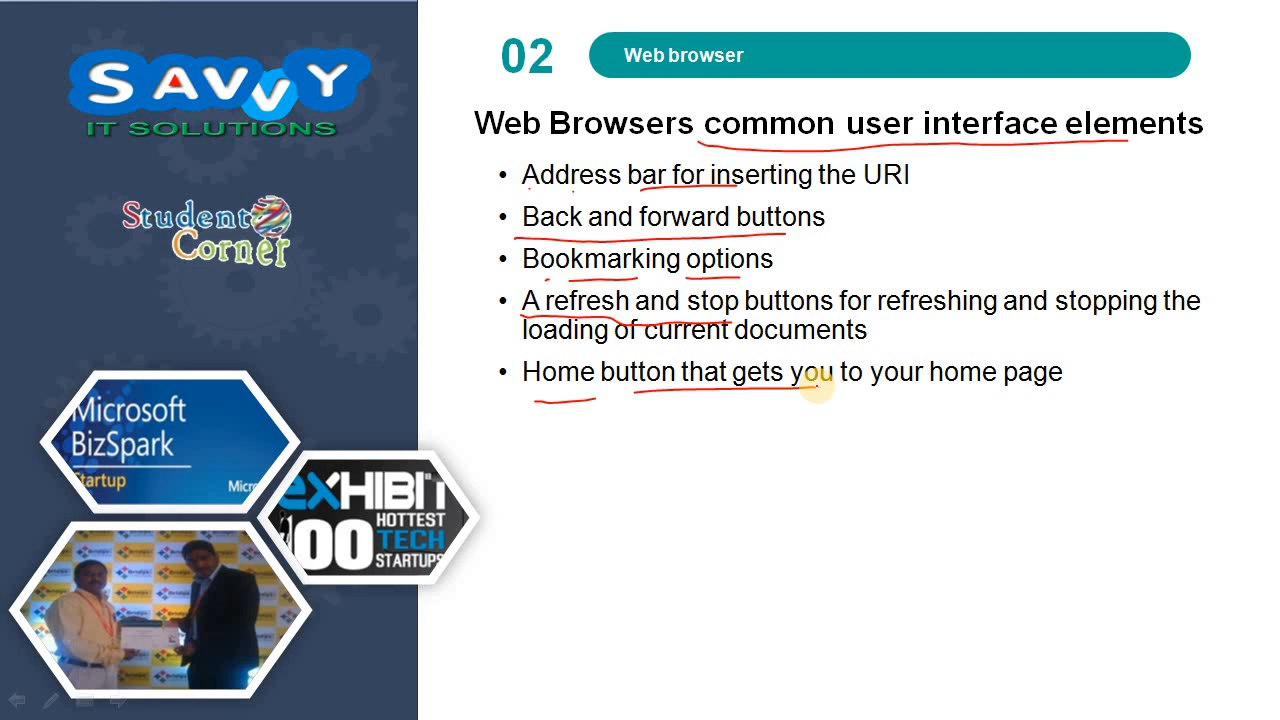 SAVVY
IT SOLUTIONS
Student
Corner
Microsoft
BizSpark
Startup
Micr
eXHIBIT
100
HOTTEST
TECH
STARTUPS
02
Web browser
Web Browsers common user interface elements
• Address bar for inserting the URI
• Back and forward buttons
• Bookmarking options
• A refresh and stop buttons for refreshing and stopping the
loading of current documents
• Home button that gets you to your home page